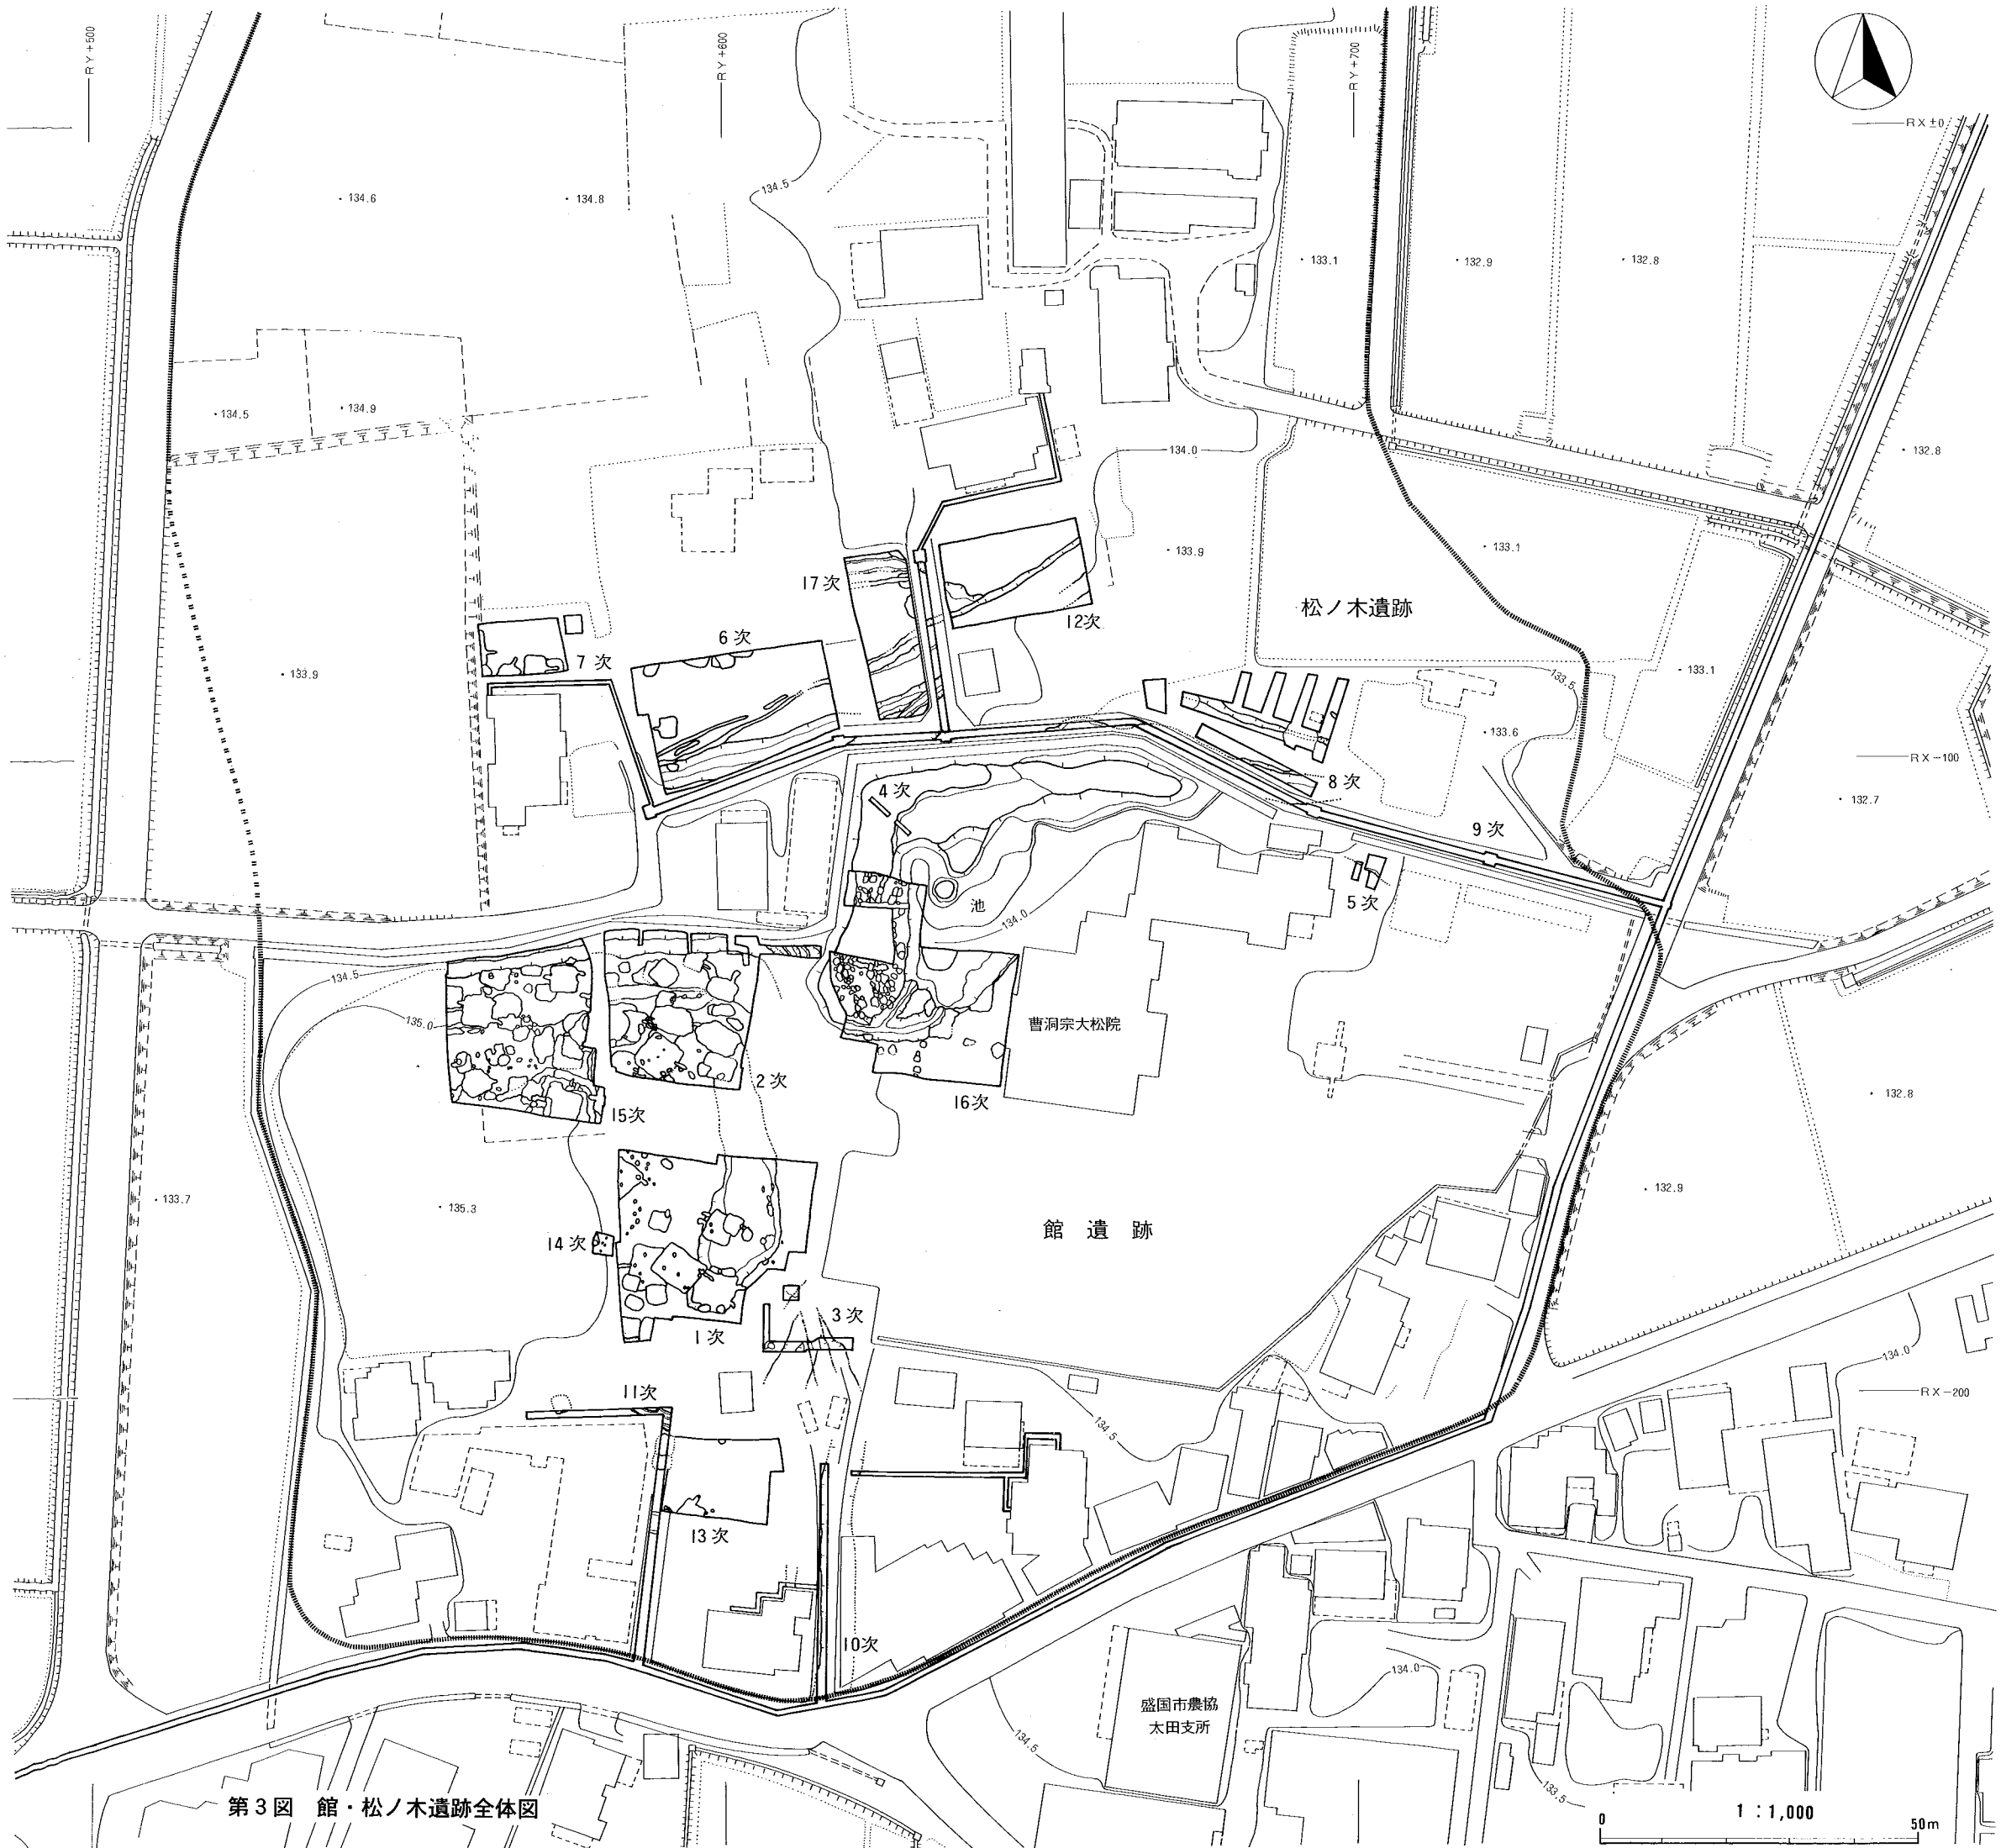 RY+500
RY+600
RY+700
RX±0
134.5
134.6
134.8
133.1
132.9
132.8
134.5
134.9
134.0
132.8
133.9
133.1
17次
松ノ木遺跡
12次
6次
7次
133.9
133.5
133.1
133.6
RX-100
8次
4次
132.7
9次
5次
池
134.0
134.5
135.0
曹洞宗大松院
2次
16次
15次
132.8
133.7
135.3
132.9
館遺跡
14次
1次
3次
134.0
11次
RX-200
134.5
13次
10次
134.0
盛国市農協
太田支所
134.5
133.5
第3図 館・松ノ木遺跡全体図
1:1,000
0 50m